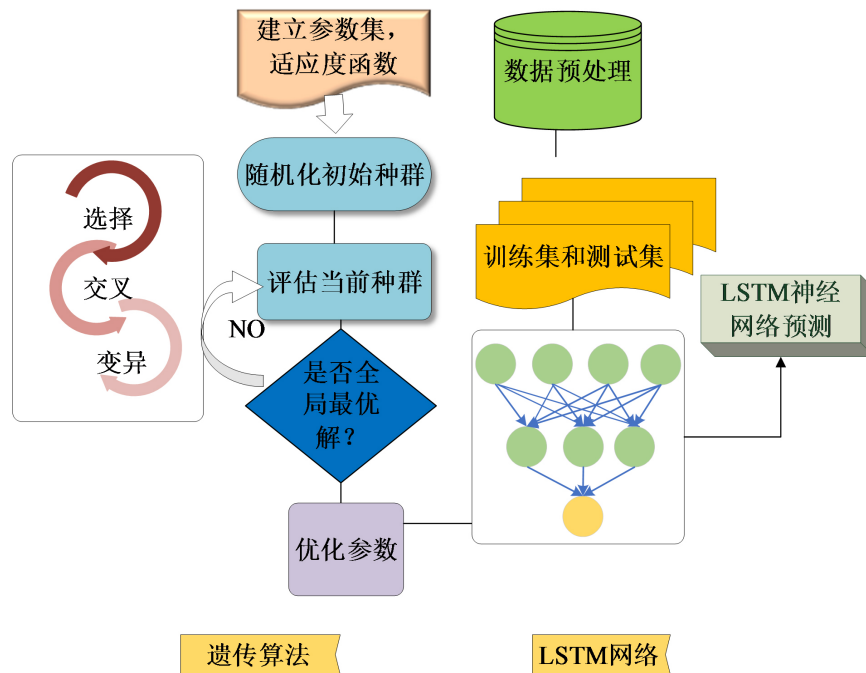 建立参数集，
适应度函数
数据预处理
随机化初始种群
选择
交叉
变异
评估当前种群
训练集和测试集
LSTM神经
网络预测
NO
是否全
局最优
解？
优化参数
遗传算法
LSTM网络